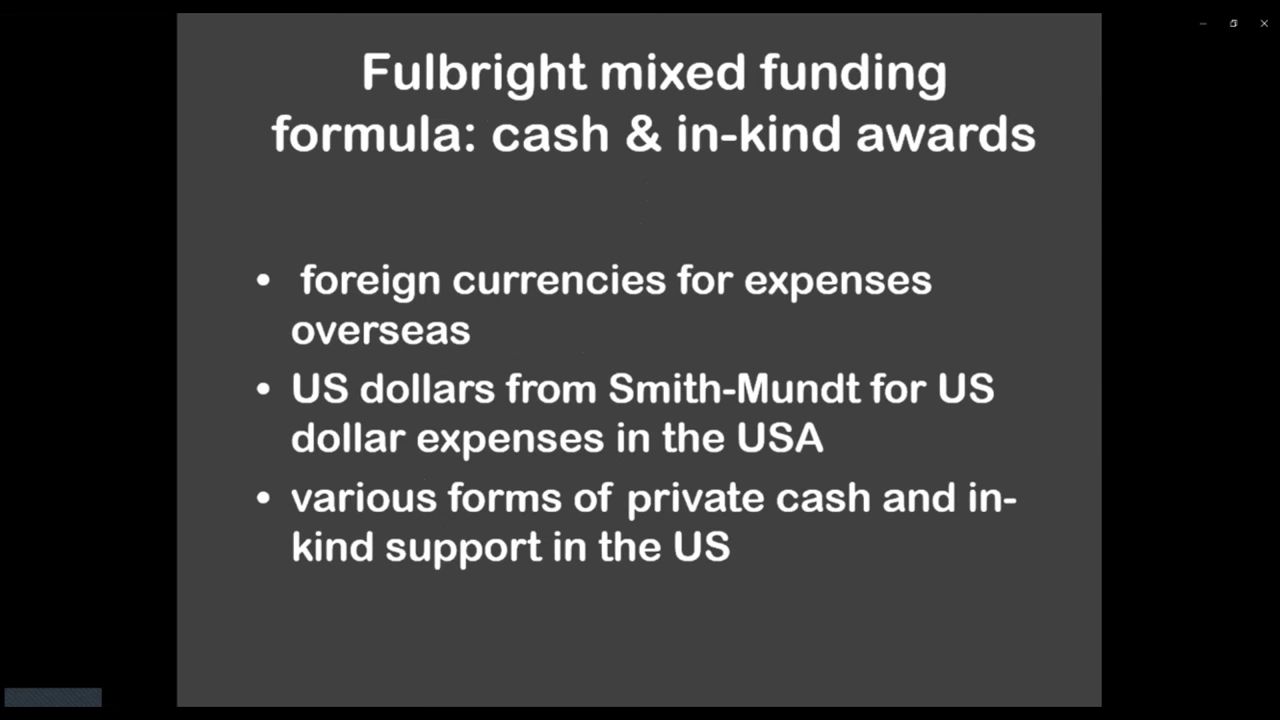 Fulbright mixed funding
formula: cash & in-kind awards
• foreign currencies for expenses
overseas
• US dollars from Smith-Mundt for US
dollar expenses in the USA
• various forms of private cash and in-
kind support in the US